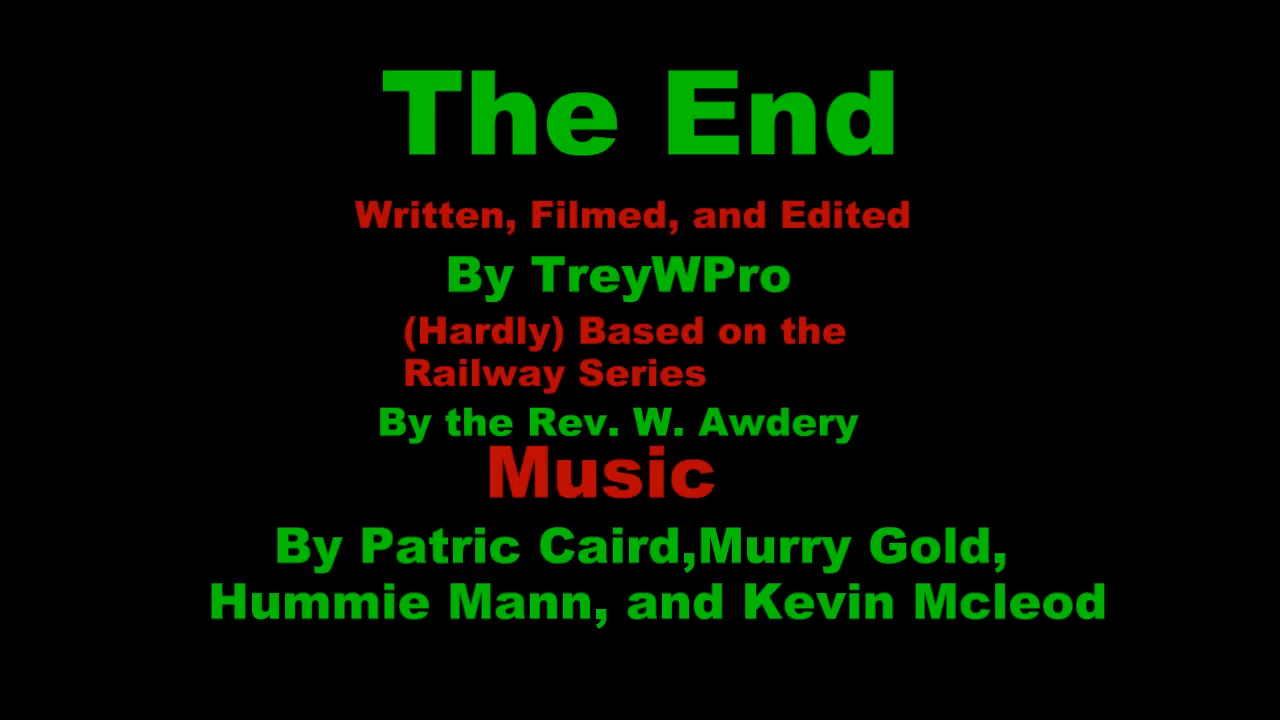 The End
Written, Filmed, and Edited
By TreyWPro
(Hardly) Based on the
Railway Series
By the Rev. W. Awdery
Music
By Patric Caird,Murry Gold,
Hummie Mann, and Kevin Mcleod